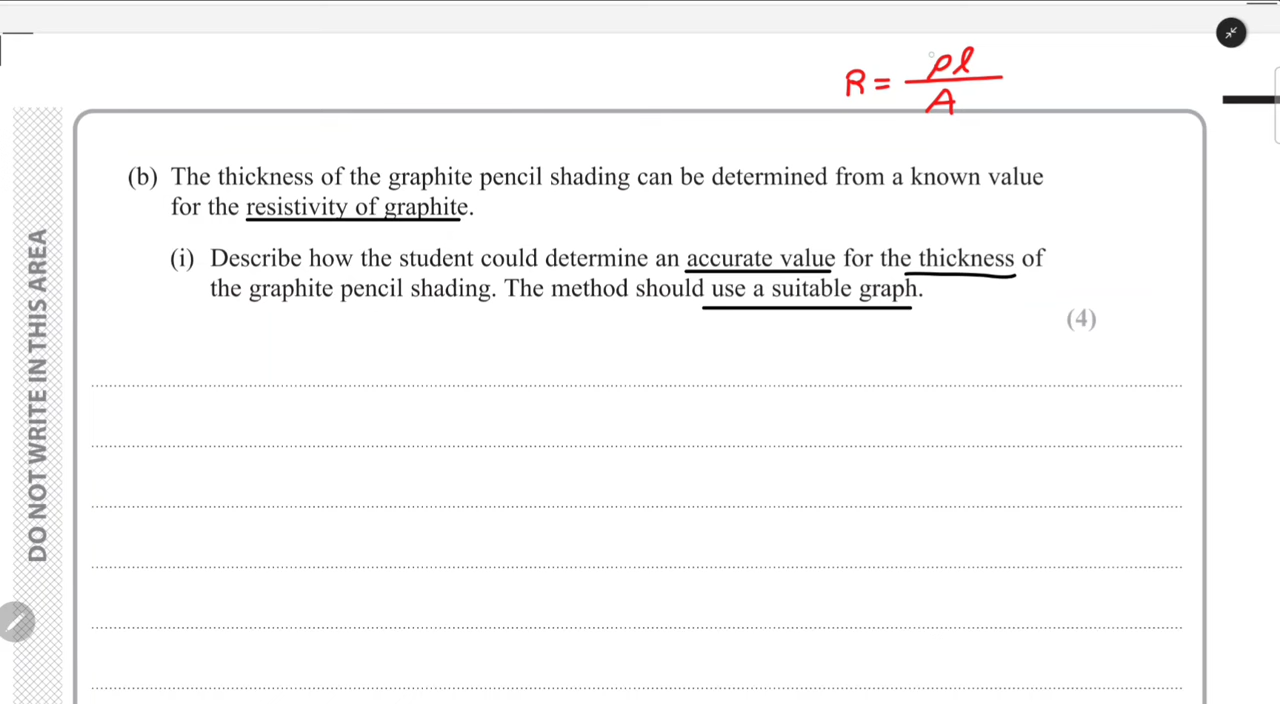 R = ρl
A
(b) The thickness of the graphite pencil shading can be determined from a known value
for the resistivity of graphite.
(i) Describe how the student could determine an accurate value for the thickness of
the graphite pencil shading. The method should use a suitable graph.
(4)
DO NOT WRITE IN THIS AREA